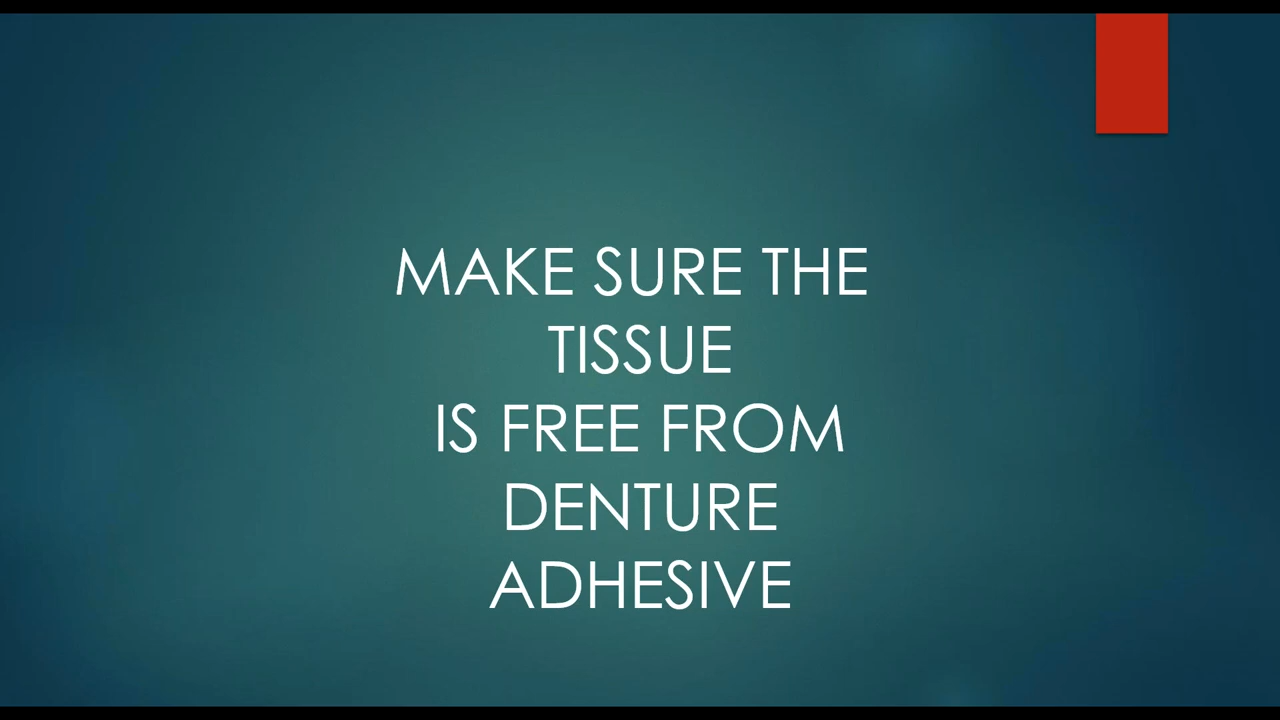 MAKE SURE THE
TISSUE
IS FREE FROM
DENTURE
ADHESIVE